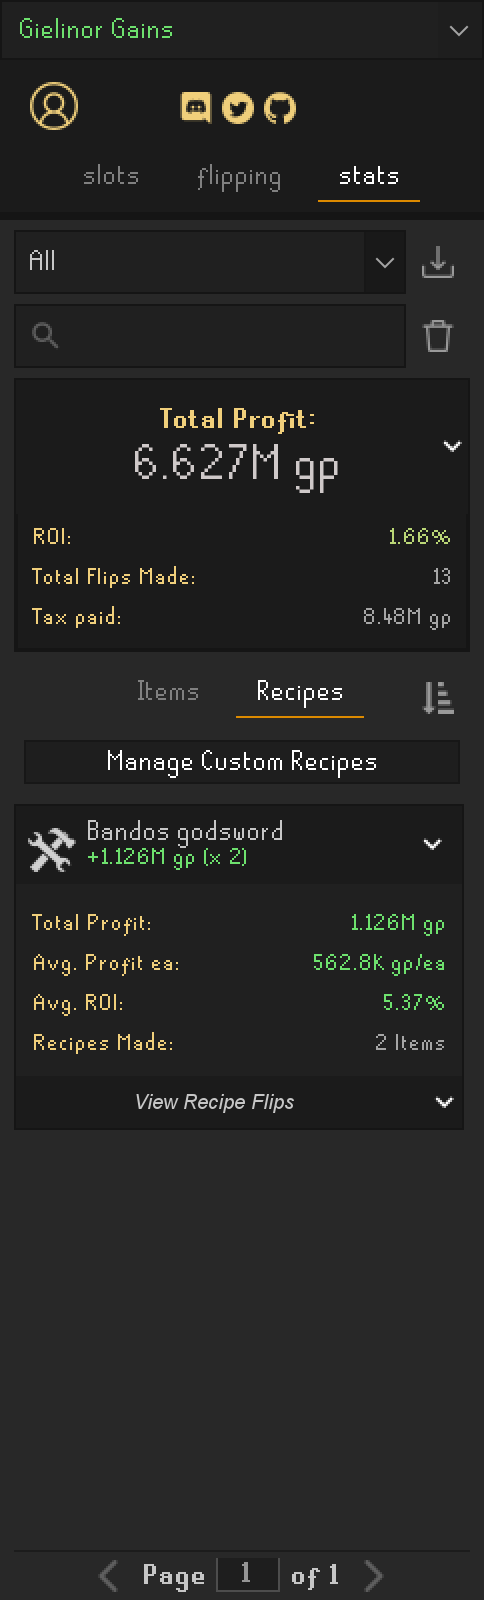 Gielinor Gains
slots flipping stats
All
Total Profit:
6.627M gp
ROI: 1.66%
Total Flips Made: 13
Tax paid: 8.48M gp
Items Recipes
Manage Custom Recipes
Bandos godsword
+1.126M gp (x 2)
Total Profit: 1.126M gp
Avg. Profit ea: 562.8K gp/ea
Avg. ROI: 5.37%
Recipes Made: 2 Items
View Recipe Flips
Page 1 of 1